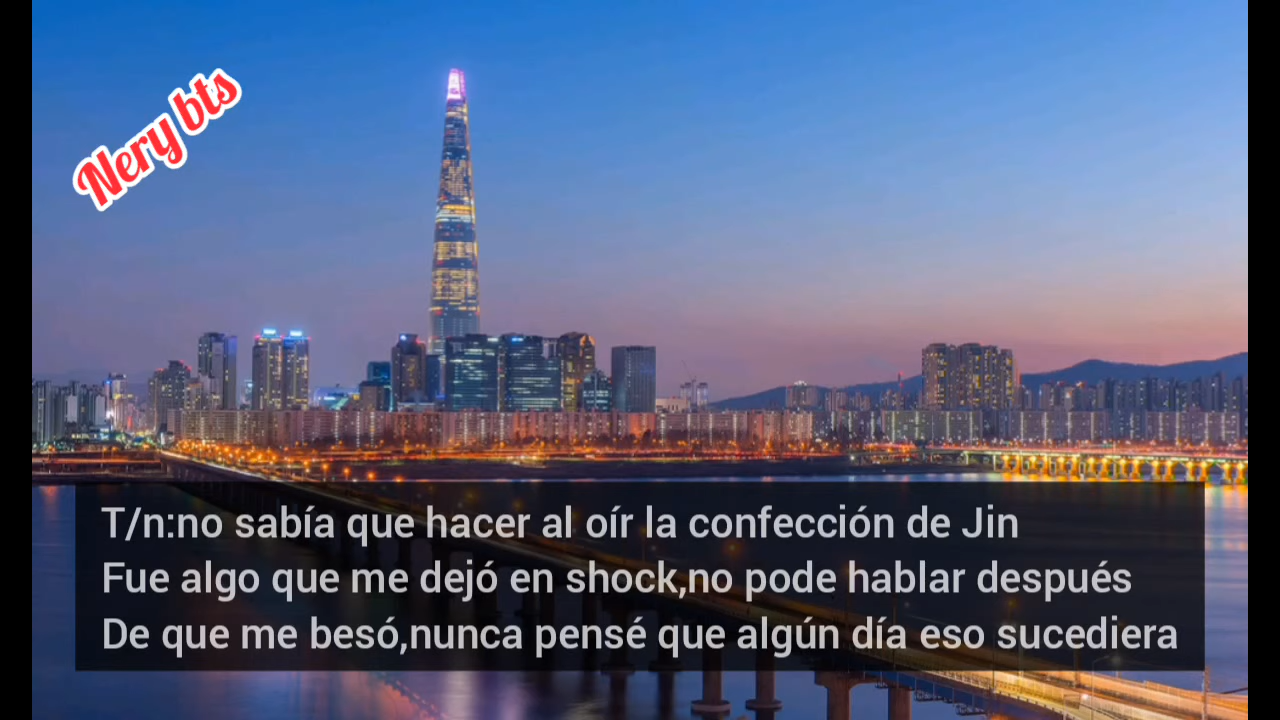 Nery bts
T/n:no sabía que hacer al oír la confección de Jin
Fue algo que me dejó en shock,no pode hablar después
De que me besó,nunca pensé que algún día eso sucediera